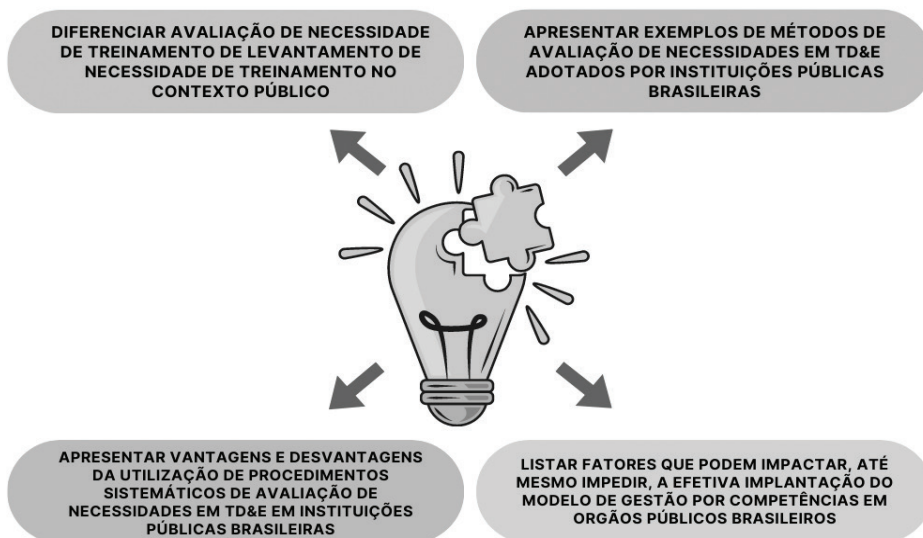 DIFERENCIAR AVALIAÇÃO DE NECESSIDADE
DE TREINAMENTO DE LEVANTAMENTO DE
NECESSIDADE DE TREINAMENTO NO
CONTEXTO PÚBLICO
APRESENTAR EXEMPLOS DE MÉTODOS DE
AVALIAÇÃO DE NECESSIDADES EM TD&E
ADOTADOS POR INSTITUIÇÕES PÚBLICAS
BRASILEIRAS
APRESENTAR VANTAGENS E DESVANTAGENS
DA UTILIZAÇÃO DE PROCEDIMENTOS
SISTEMÁTICOS DE AVALIAÇÃO DE
NECESSIDADES EM TD&E EM INSTITUIÇÕES
PÚBLICAS BRASILEIRAS
LISTAR FATORES QUE PODEM IMPACTAR, ATÉ
MESMO IMPEDIR, A EFETIVA IMPLANTAÇÃO DO
MODELO DE GESTÃO POR COMPETÊNCIAS EM
ORGÃOS PÚBLICOS BRASILEIROS